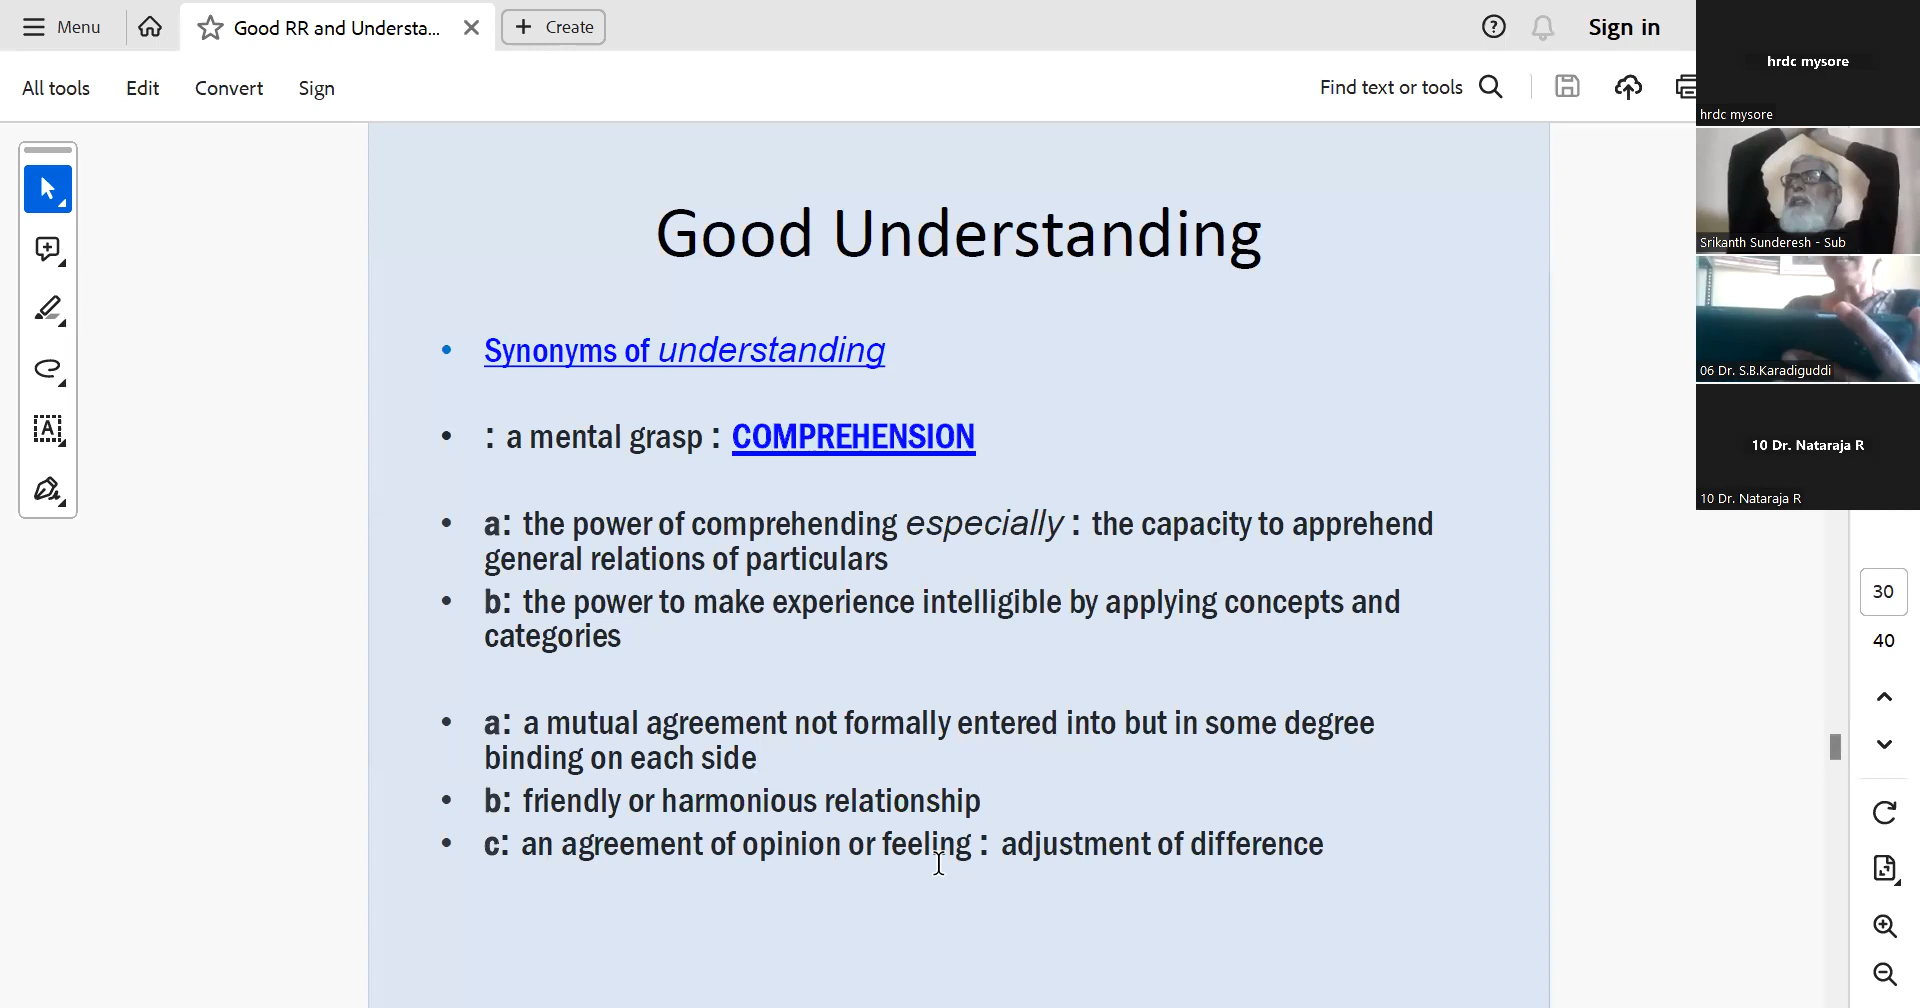 Menu
Good RR and Understa...
Create
Sign in
All tools
Edit
Convert
Sign
Find text or tools
hrdc mysore
hrdc mysore
Srikanth Sunderesh - Sub
06 Dr. S.B.Karadiguddi
10 Dr. Nataraja R
10 Dr. Nataraja R
Good Understanding
• Synonyms of understanding
• : a mental grasp : COMPREHENSION
• a: the power of comprehending especially : the capacity to apprehend
general relations of particulars
• b: the power to make experience intelligible by applying concepts and
categories
• a: a mutual agreement not formally entered into but in some degree
binding on each side
• b: friendly or harmonious relationship
• c: an agreement of opinion or feeling : adjustment of difference
30
40